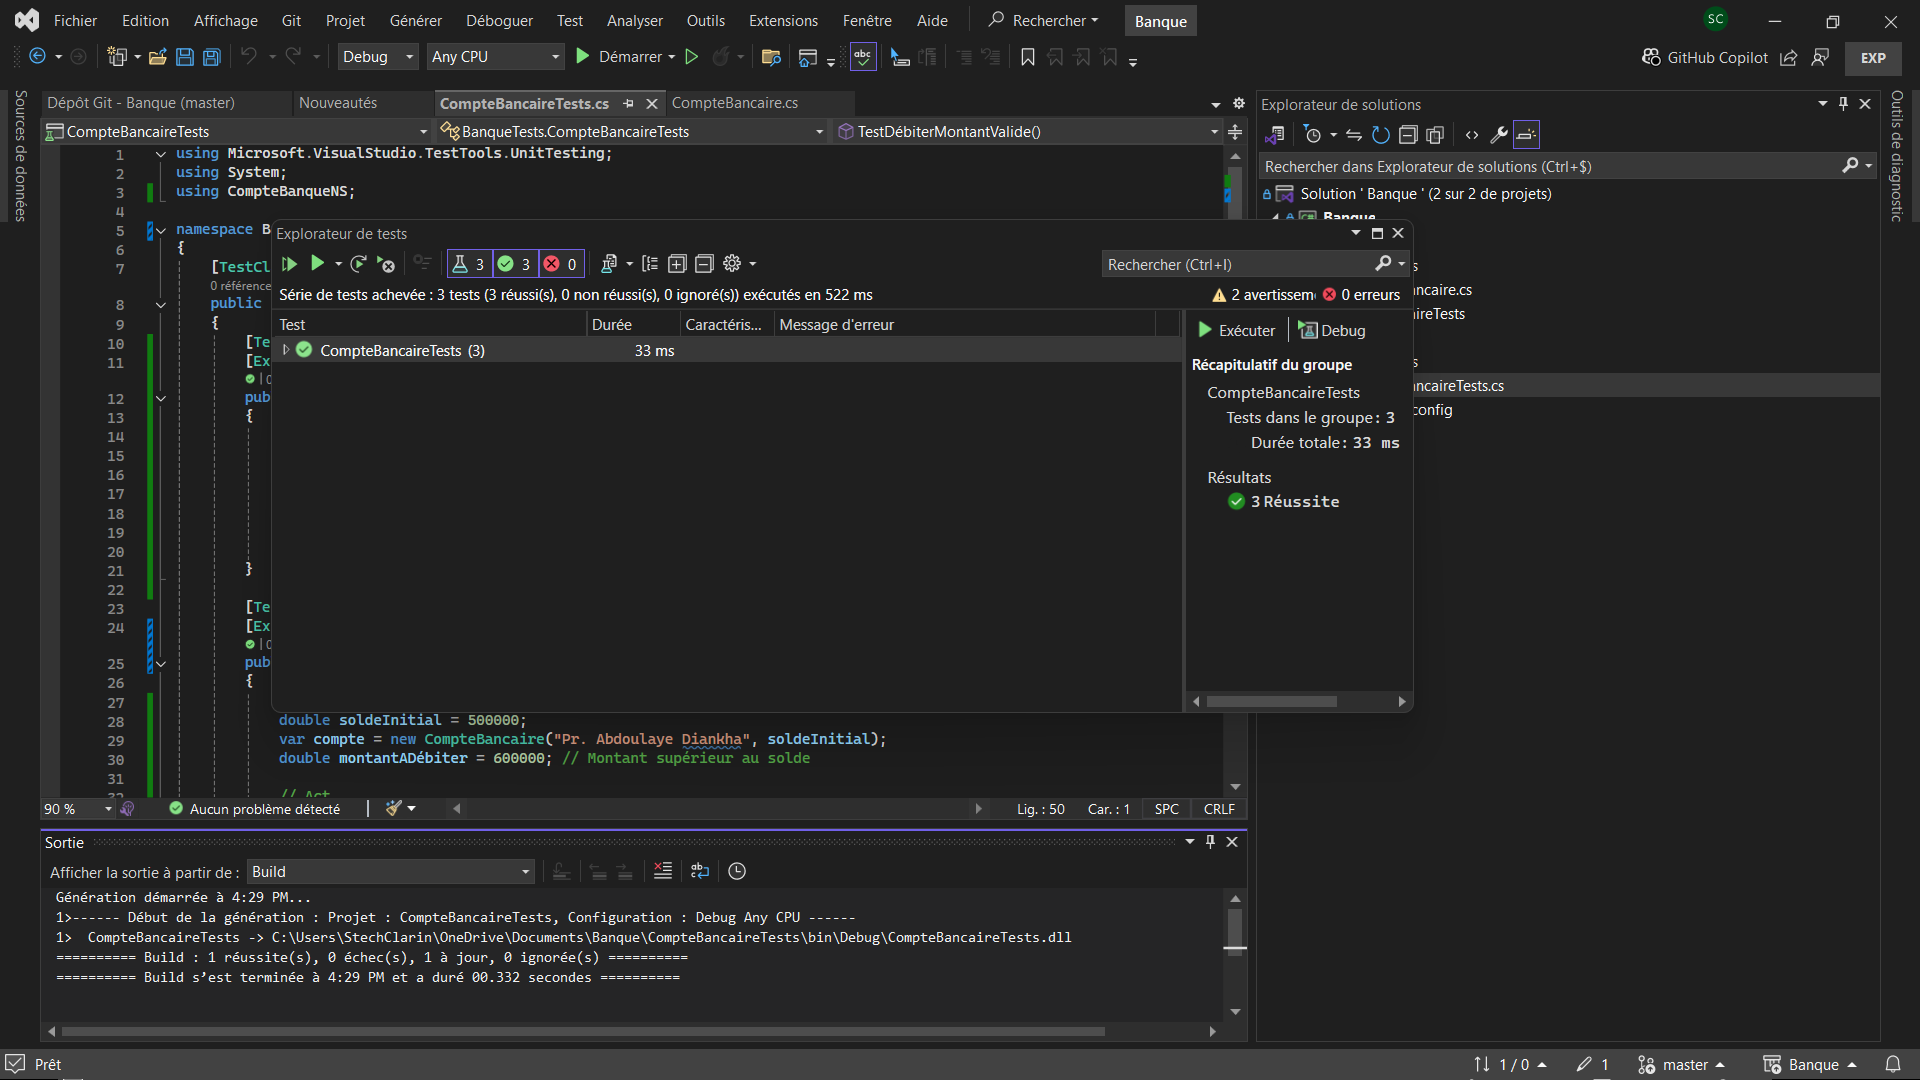 Fichier Edition Affichage Git Projet Générer Déboguer Test Analyser Outils Extensions Fenêtre Aide Rechercher Banque SC
Debug Any CPU Démarrer abc GitHub Copilot EXP
Sources de données
Dépôt Git - Banque (master) Nouveautés CompteBancaireTests.cs CompteBancaire.cs
CompteBancaireTests BanqueTests.CompteBancaireTests TestDébiterMontantValide()
1 using Microsoft.VisualStudio.TestTools.UnitTesting;
2 using System;
3 using CompteBanqueNS;
4
5 namespace B
6 {
7 [TestCl
0 référence
8 public
9 {
10 [Te
11 [Ex
12 pub
13 {
14
15
16
17
18
19
20
21 }
22
23 [Te
24 [Ex
25 pub
26 {
27
28 double soldeInitial = 500000;
29 var compte = new CompteBancaire("Pr. Abdoulaye Diankha", soldeInitial);
30 double montantADébiter = 600000; // Montant supérieur au solde
31
32 // Act
Explorateur de tests
3 3 0 Rechercher (Ctrl+I)
Série de tests achevée : 3 tests (3 réussi(s), 0 non réussi(s), 0 ignoré(s)) exécutés en 522 ms 2 avertissem 0 erreurs
Test Durée Caractéris... Message d'erreur
CompteBancaireTests (3) 33 ms
Exécuter Debug
Récapitulatif du groupe
CompteBancaireTests
Tests dans le groupe: 3
Durée totale: 33 ms
Résultats
3 Réussite
90 % Aucun problème détecté Lig. : 50 Car. : 1 SPC CRLF
Sortie
Afficher la sortie à partir de : Build
Génération démarrée à 4:29 PM...
1>------ Début de la génération : Projet : CompteBancaireTests, Configuration : Debug Any CPU ------
1> CompteBancaireTests -> C:\Users\StechClarin\OneDrive\Documents\Banque\CompteBancaireTests\bin\Debug\CompteBancaireTests.dll
========== Build : 1 réussite(s), 0 échec(s), 1 à jour, 0 ignorée(s) ==========
========== Build s’est terminée à 4:29 PM et a duré 00.332 secondes ==========
Explorateur de solutions
Rechercher dans Explorateur de solutions (Ctrl+$)
Solution ' Banque ' (2 sur 2 de projets)
Banque
s
ncaire.cs
ireTests
s
ncaireTests.cs
config
Outils de diagnostic
Prêt 1 / 0 1 master Banque